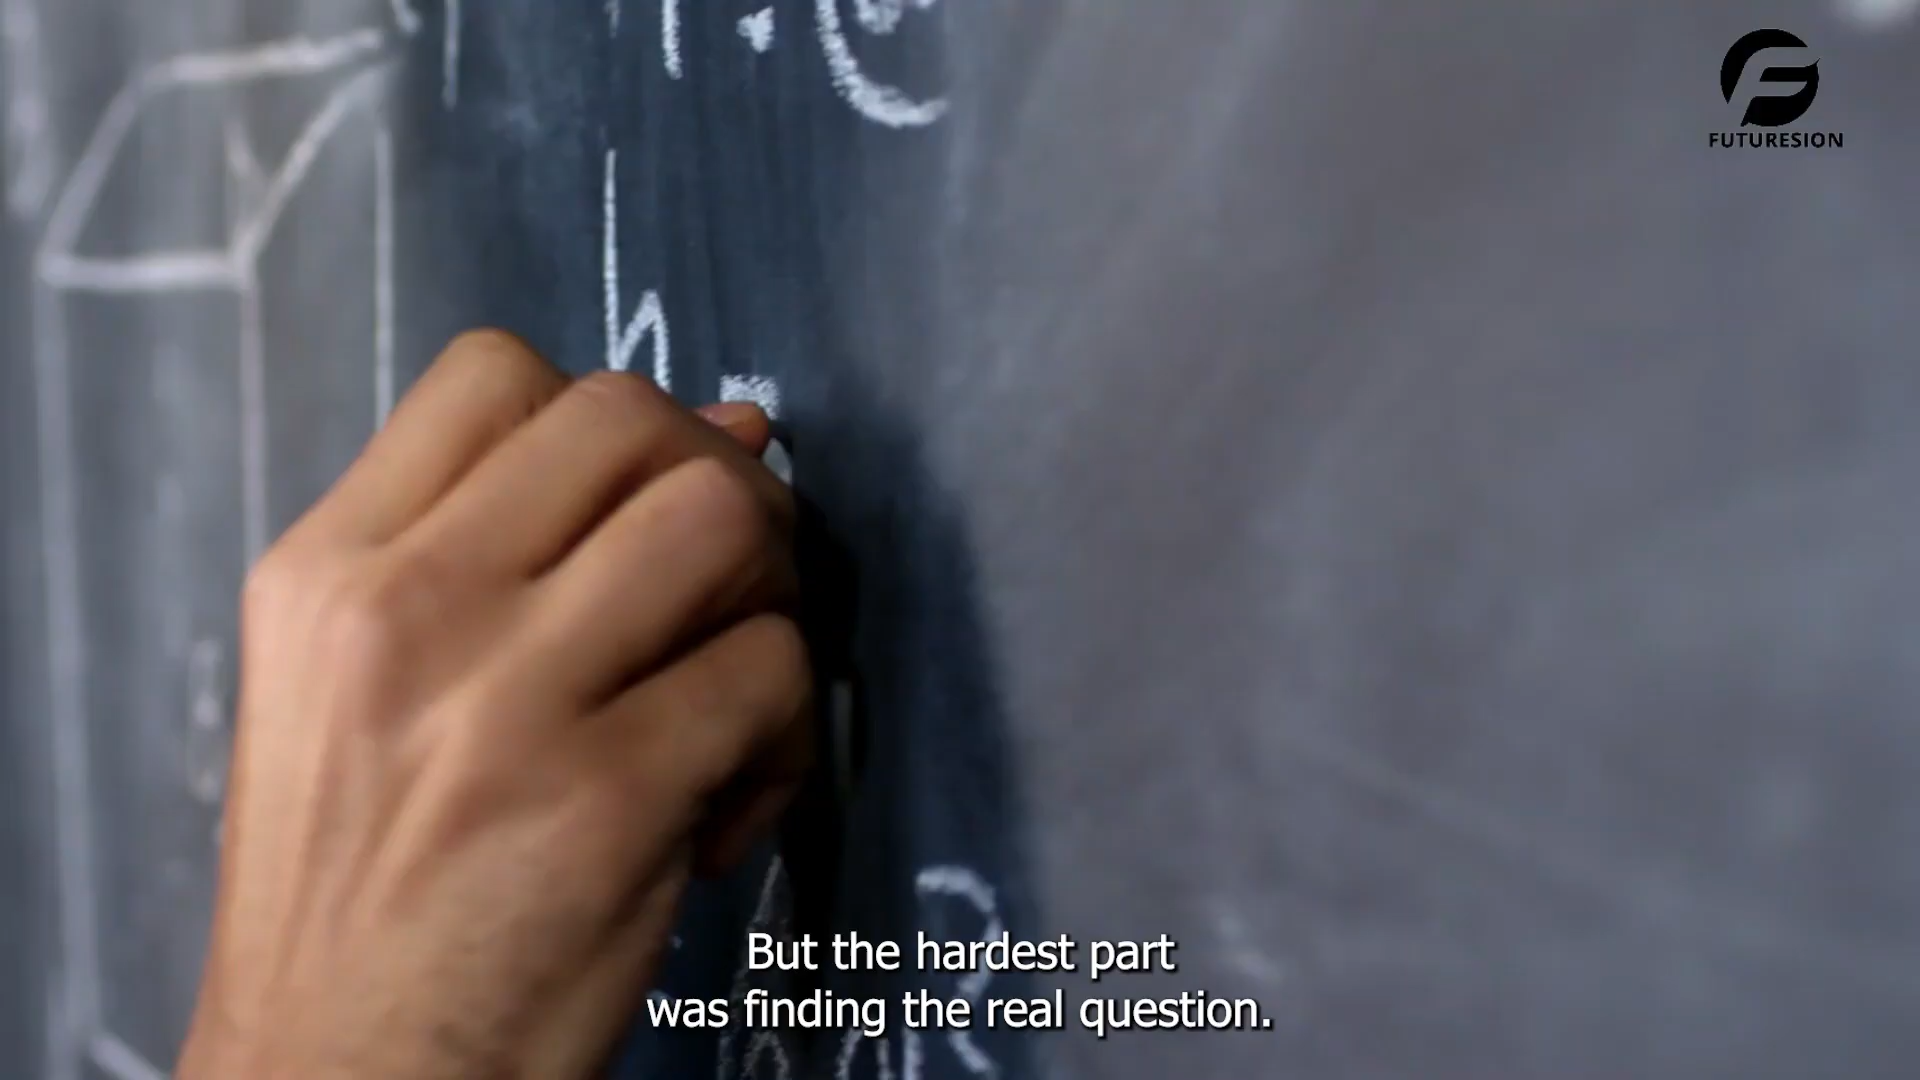 FUTURESION
h
But the hardest part
was finding the real question.